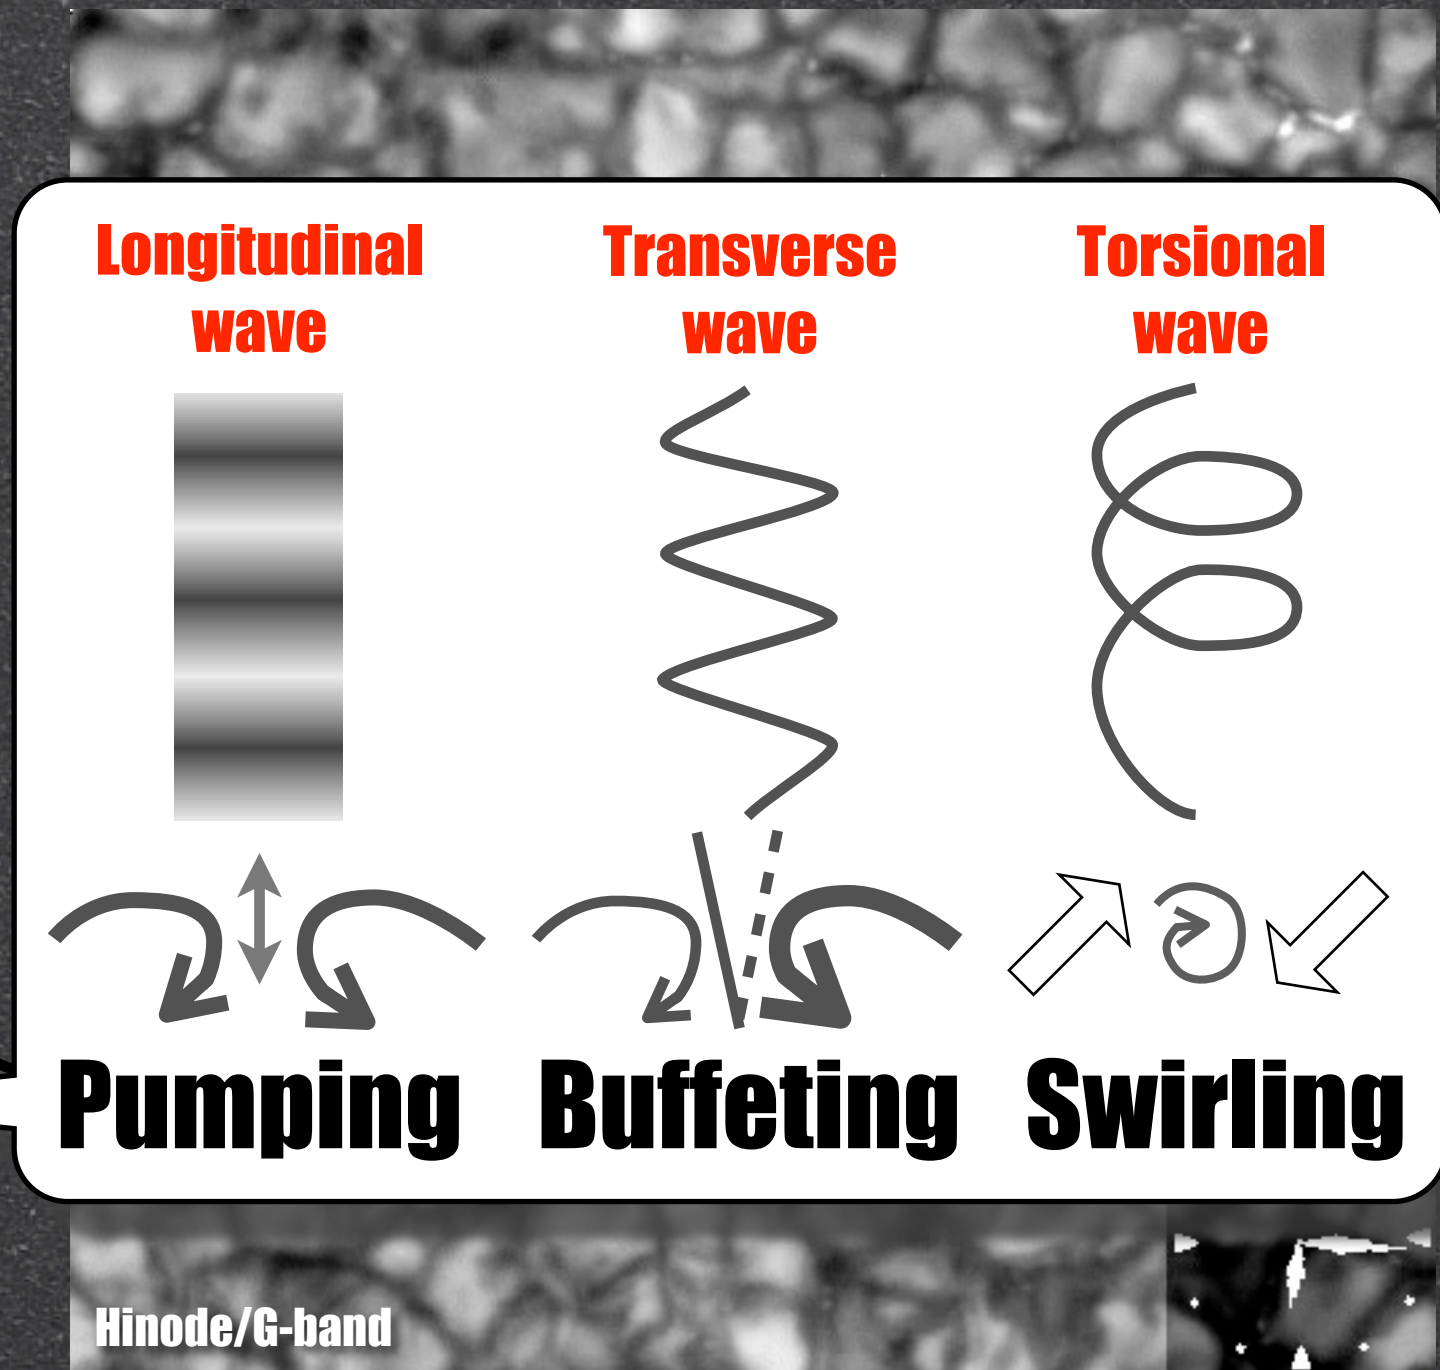 Longitudinal
wave
Transverse
wave
Torsional
wave
Pumping
Buffeting
Swirling
Hinode/G-band